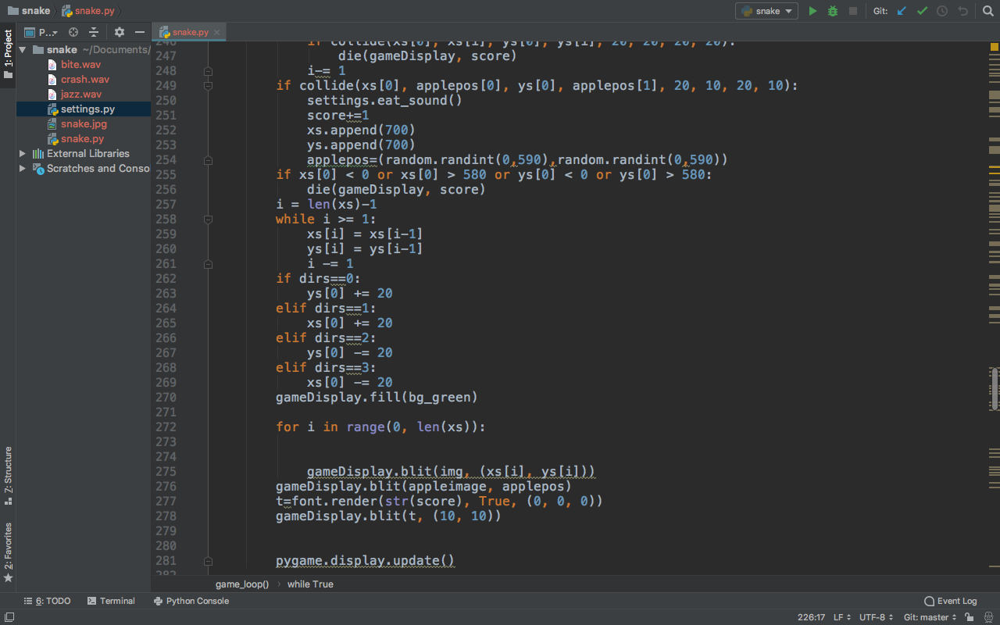 snake snake.py
snake
Git:
P...
snake.py
1: Project
snake ~/Documents/
bite.wav
crash.wav
jazz.wav
settings.py
snake.jpg
snake.py
External Libraries
Scratches and Conso
Z: Structure
2: Favorites
246 if collide(xs[0], xs[i], ys[0], ys[i], 20, 20, 20, 20):
247 die(gameDisplay, score)
248 i-= 1
249 if collide(xs[0], applepos[0], ys[0], applepos[1], 20, 10, 20, 10):
250 settings.eat_sound()
251 score+=1
252 xs.append(700)
253 ys.append(700)
254 applepos=(random.randint(0,590),random.randint(0,590))
255 if xs[0] < 0 or xs[0] > 580 or ys[0] < 0 or ys[0] > 580:
256 die(gameDisplay, score)
257 i = len(xs)-1
258 while i >= 1:
259 xs[i] = xs[i-1]
260 ys[i] = ys[i-1]
261 i -= 1
262 if dirs==0:
263 ys[0] += 20
264 elif dirs==1:
265 xs[0] += 20
266 elif dirs==2:
267 ys[0] -= 20
268 elif dirs==3:
269 xs[0] -= 20
270 gameDisplay.fill(bg_green)
271
272 for i in range(0, len(xs)):
273
274
275 gameDisplay.blit(img, (xs[i], ys[i]))
276 gameDisplay.blit(appleimage, applepos)
277 t=font.render(str(score), True, (0, 0, 0))
278 gameDisplay.blit(t, (10, 10))
279
280
281 pygame.display.update()
282
game_loop() › while True
6: TODO Terminal Python Console Event Log
226:17 LF UTF-8 Git: master